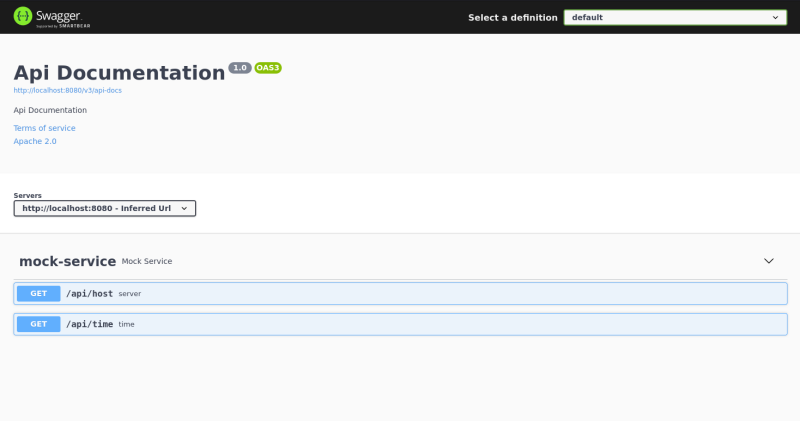 Swagger
Supported by SMARTBEAR
Select a definition
default
Api Documentation 1.0 OAS3
http://localhost:8080/v3/api-docs
Api Documentation
Terms of service
Apache 2.0
Servers
http://localhost:8080 - Inferred Url
mock-service Mock Service
GET /api/host server
GET /api/time time